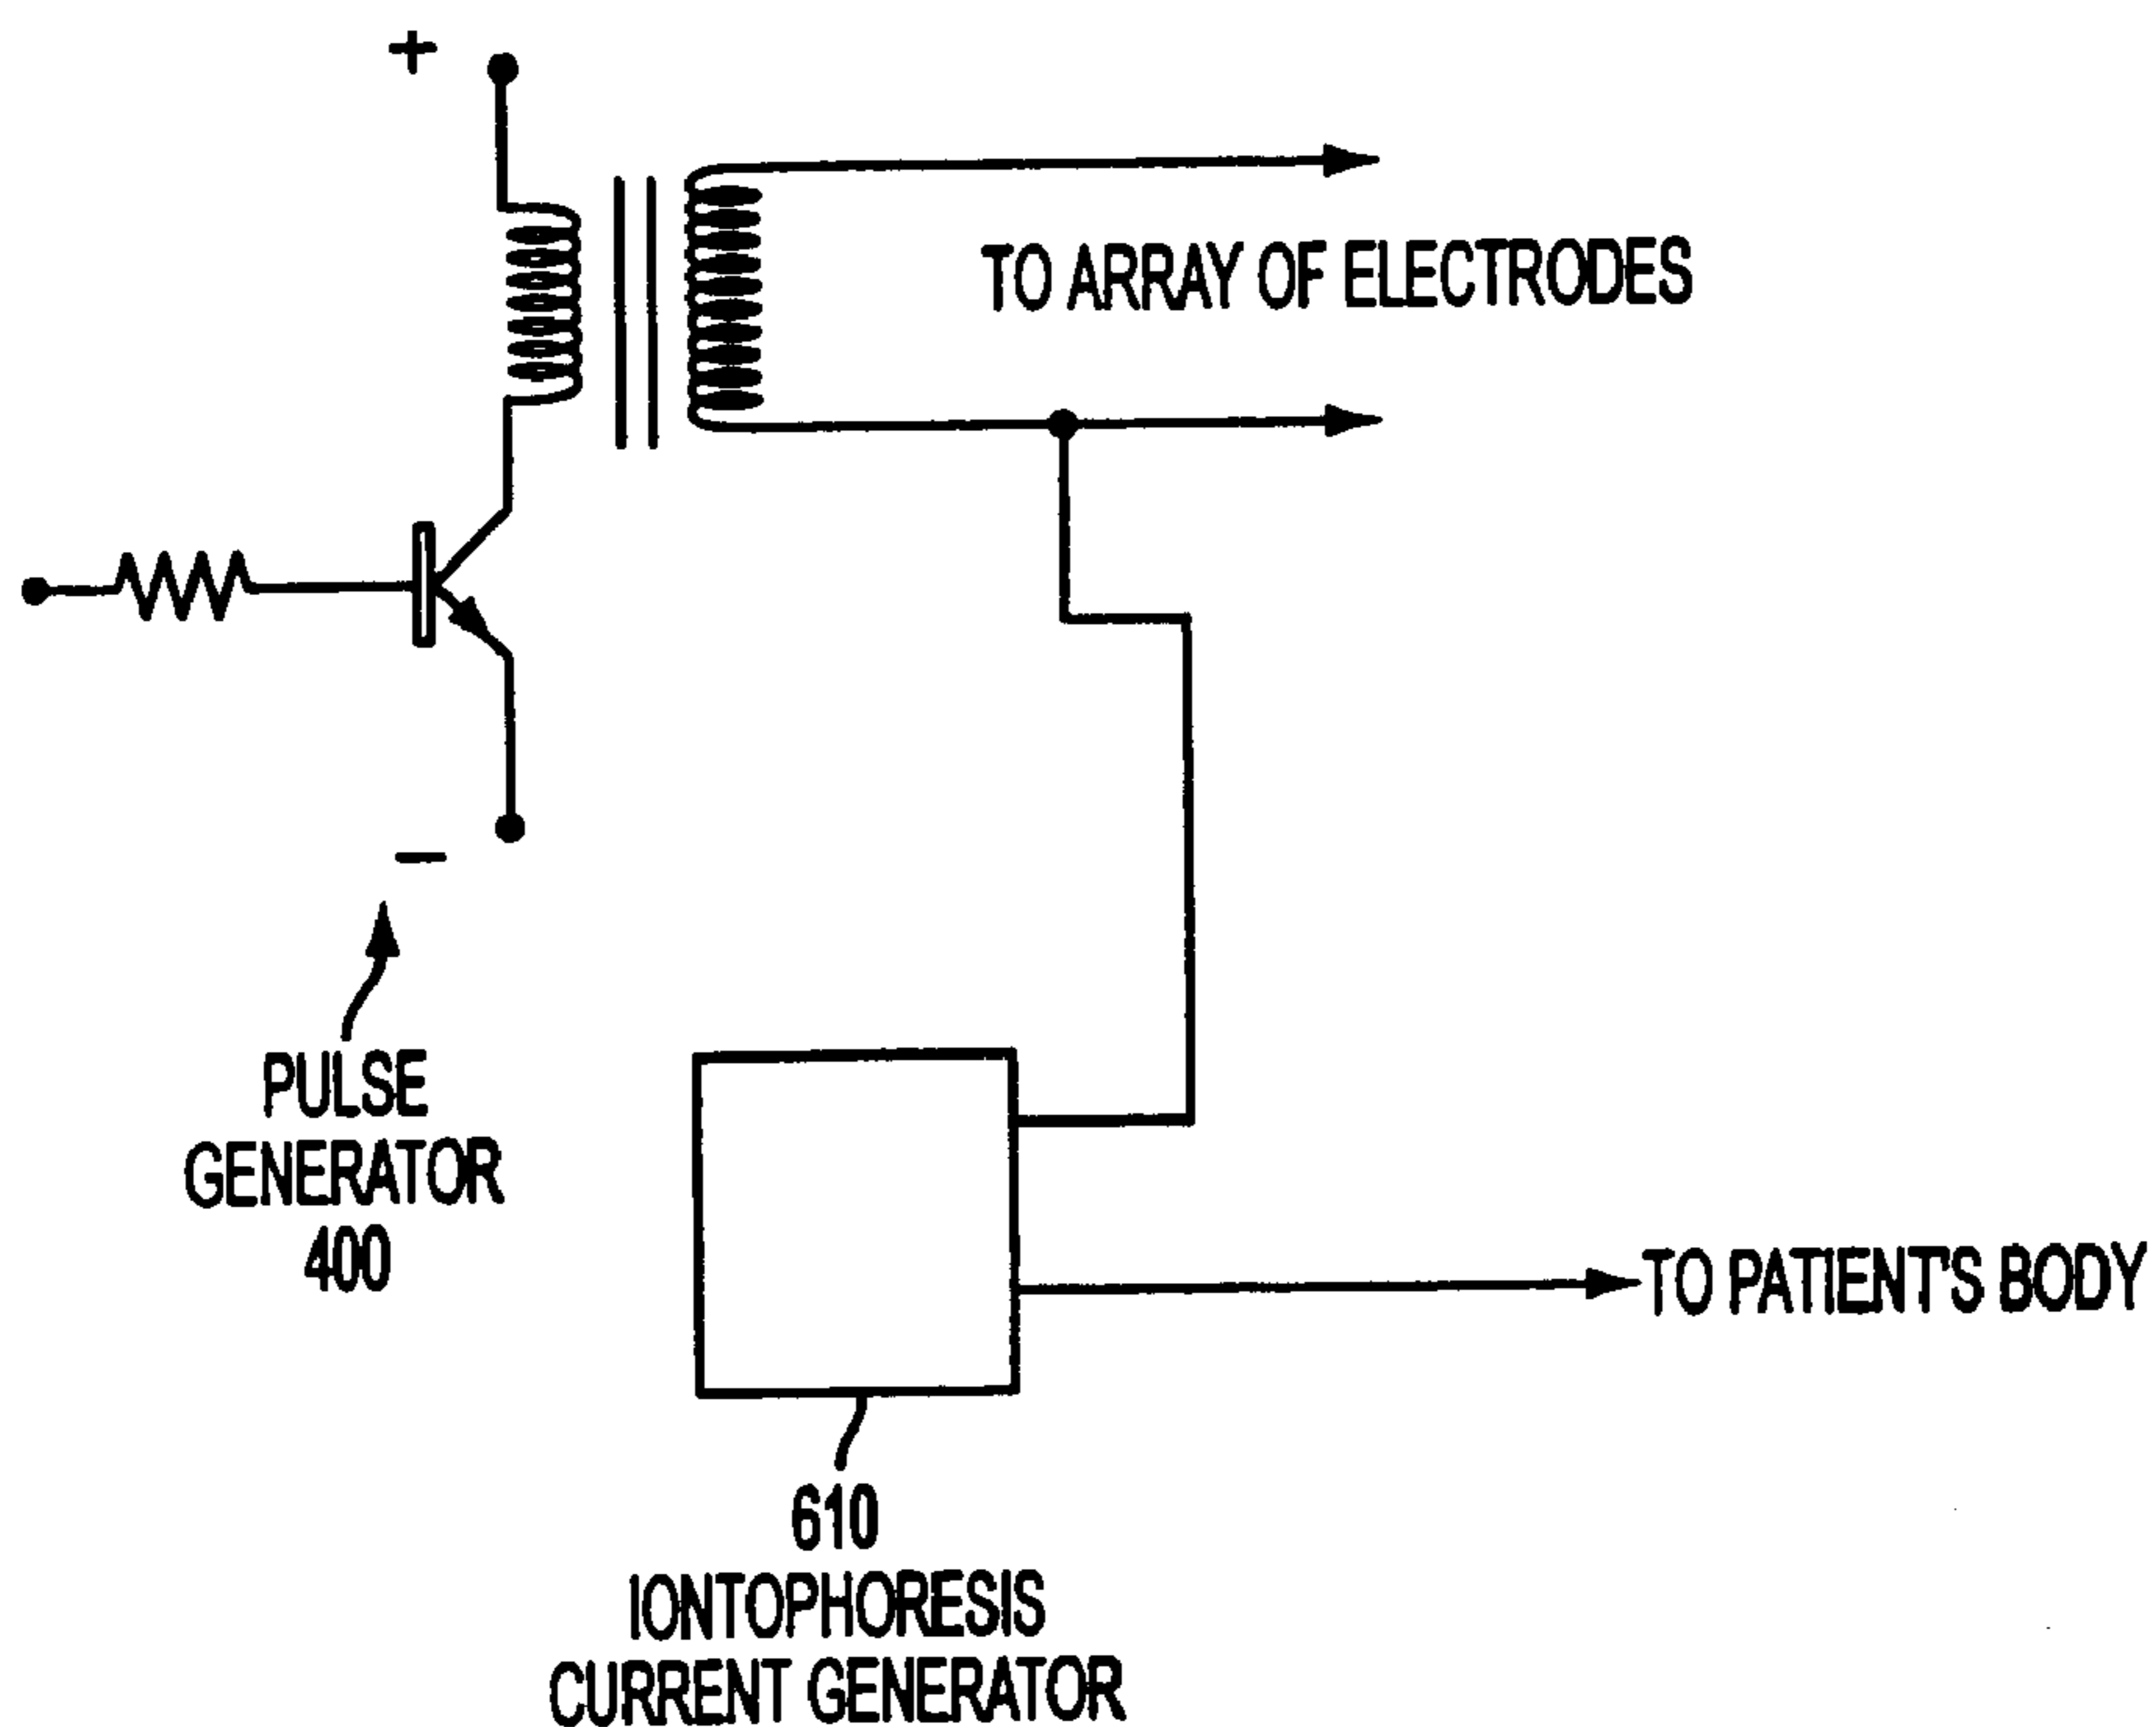 +
TO ARRAY OF ELECTRODES
–
PULSE
GENERATOR
400
TO PATIENT'S BODY
610
IONTOPHORESIS
CURRENT GENERATOR